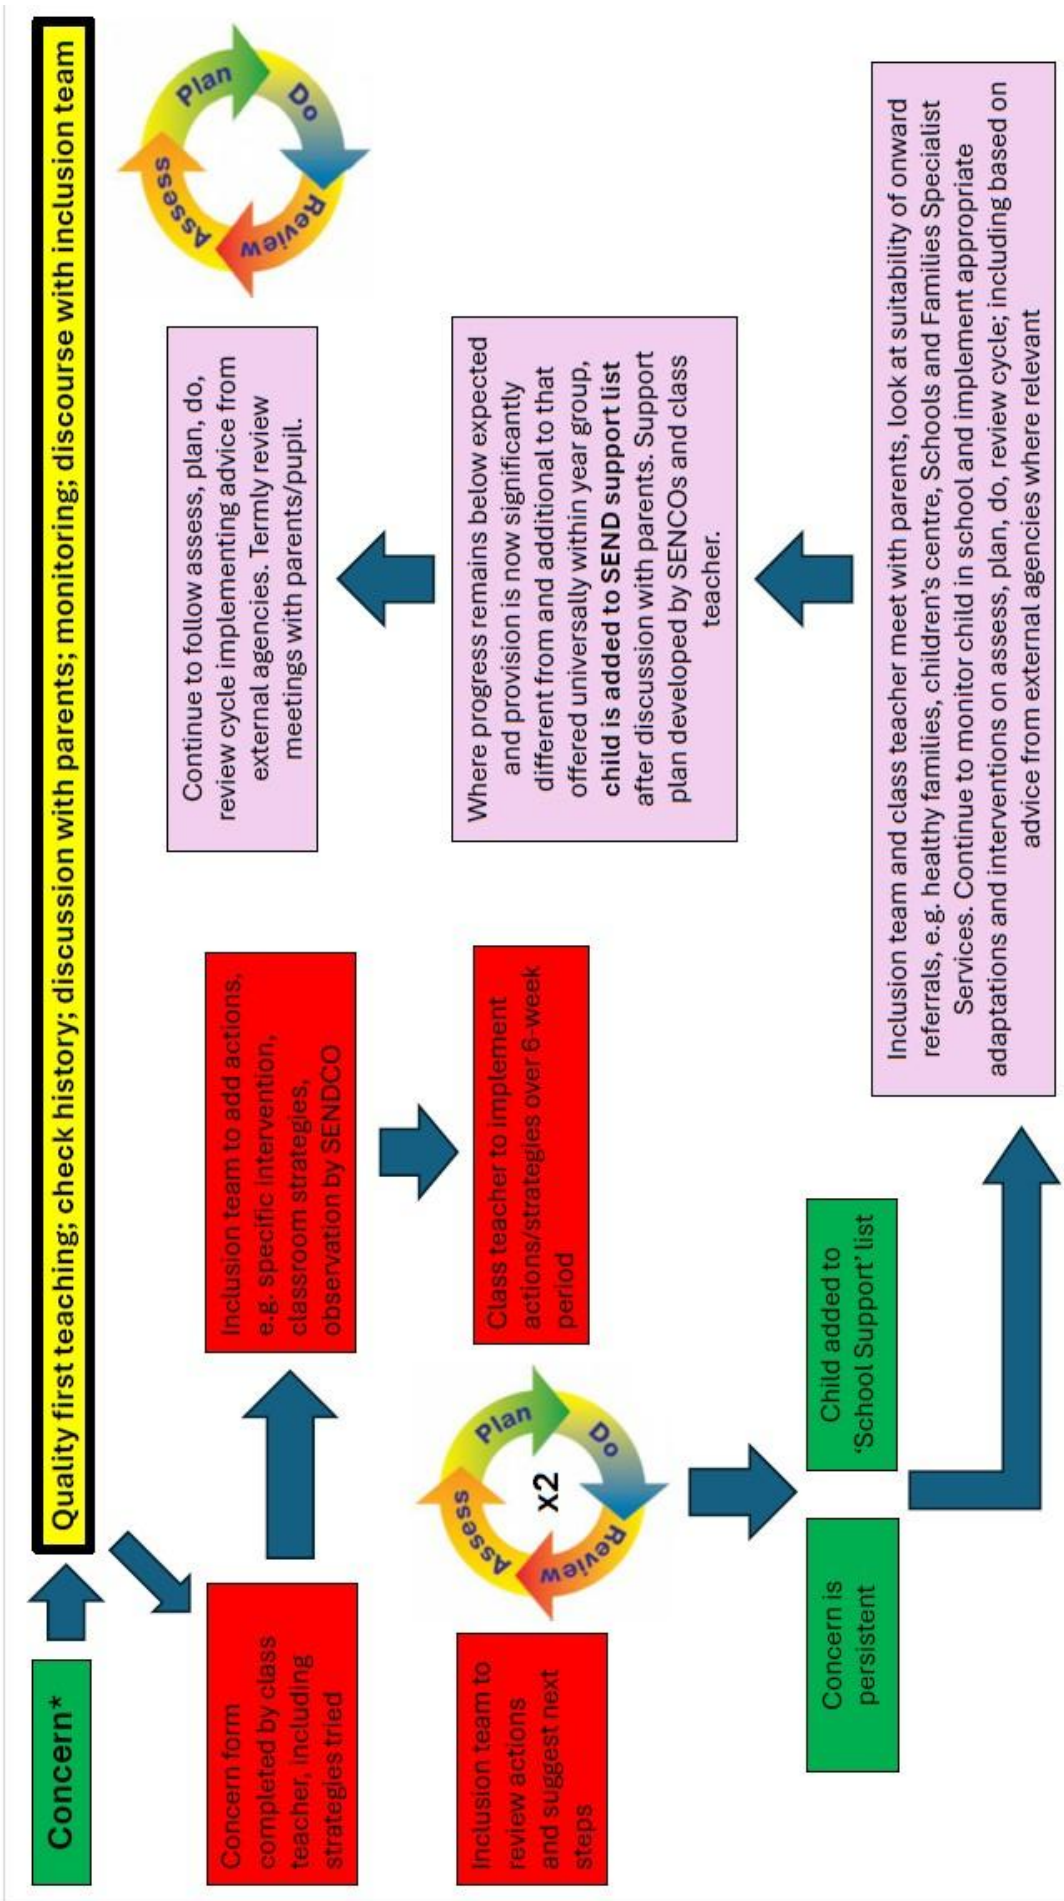 Concern*
Quality first teaching; check history; discussion with parents; monitoring; discourse with inclusion team
Concern form
completed by class
teacher, including
strategies tried
Inclusion team to add actions,
e.g. specific intervention,
classroom strategies,
observation by SENDCO
Class teacher to implement
actions/strategies over 6-week
period
Assess
Plan
Do
Review
x2
Inclusion team to
review actions
and suggest next
steps
Concern is
persistent
Child added to
‘School Support’ list
Inclusion team and class teacher meet with parents, look at suitability of onward
referrals, e.g. healthy families, children’s centre, Schools and Families Specialist
Services. Continue to monitor child in school and implement appropriate
adaptations and interventions on assess, plan, do, review cycle; including based on
advice from external agencies where relevant
Where progress remains below expected
and provision is now significantly
different from and additional to that
offered universally within year group,
child is added to SEND support list
after discussion with parents. Support
plan developed by SENCOs and class
teacher.
Continue to follow assess, plan, do,
review cycle implementing advice from
external agencies. Termly review
meetings with parents/pupil.
Assess
Plan
Do
Review